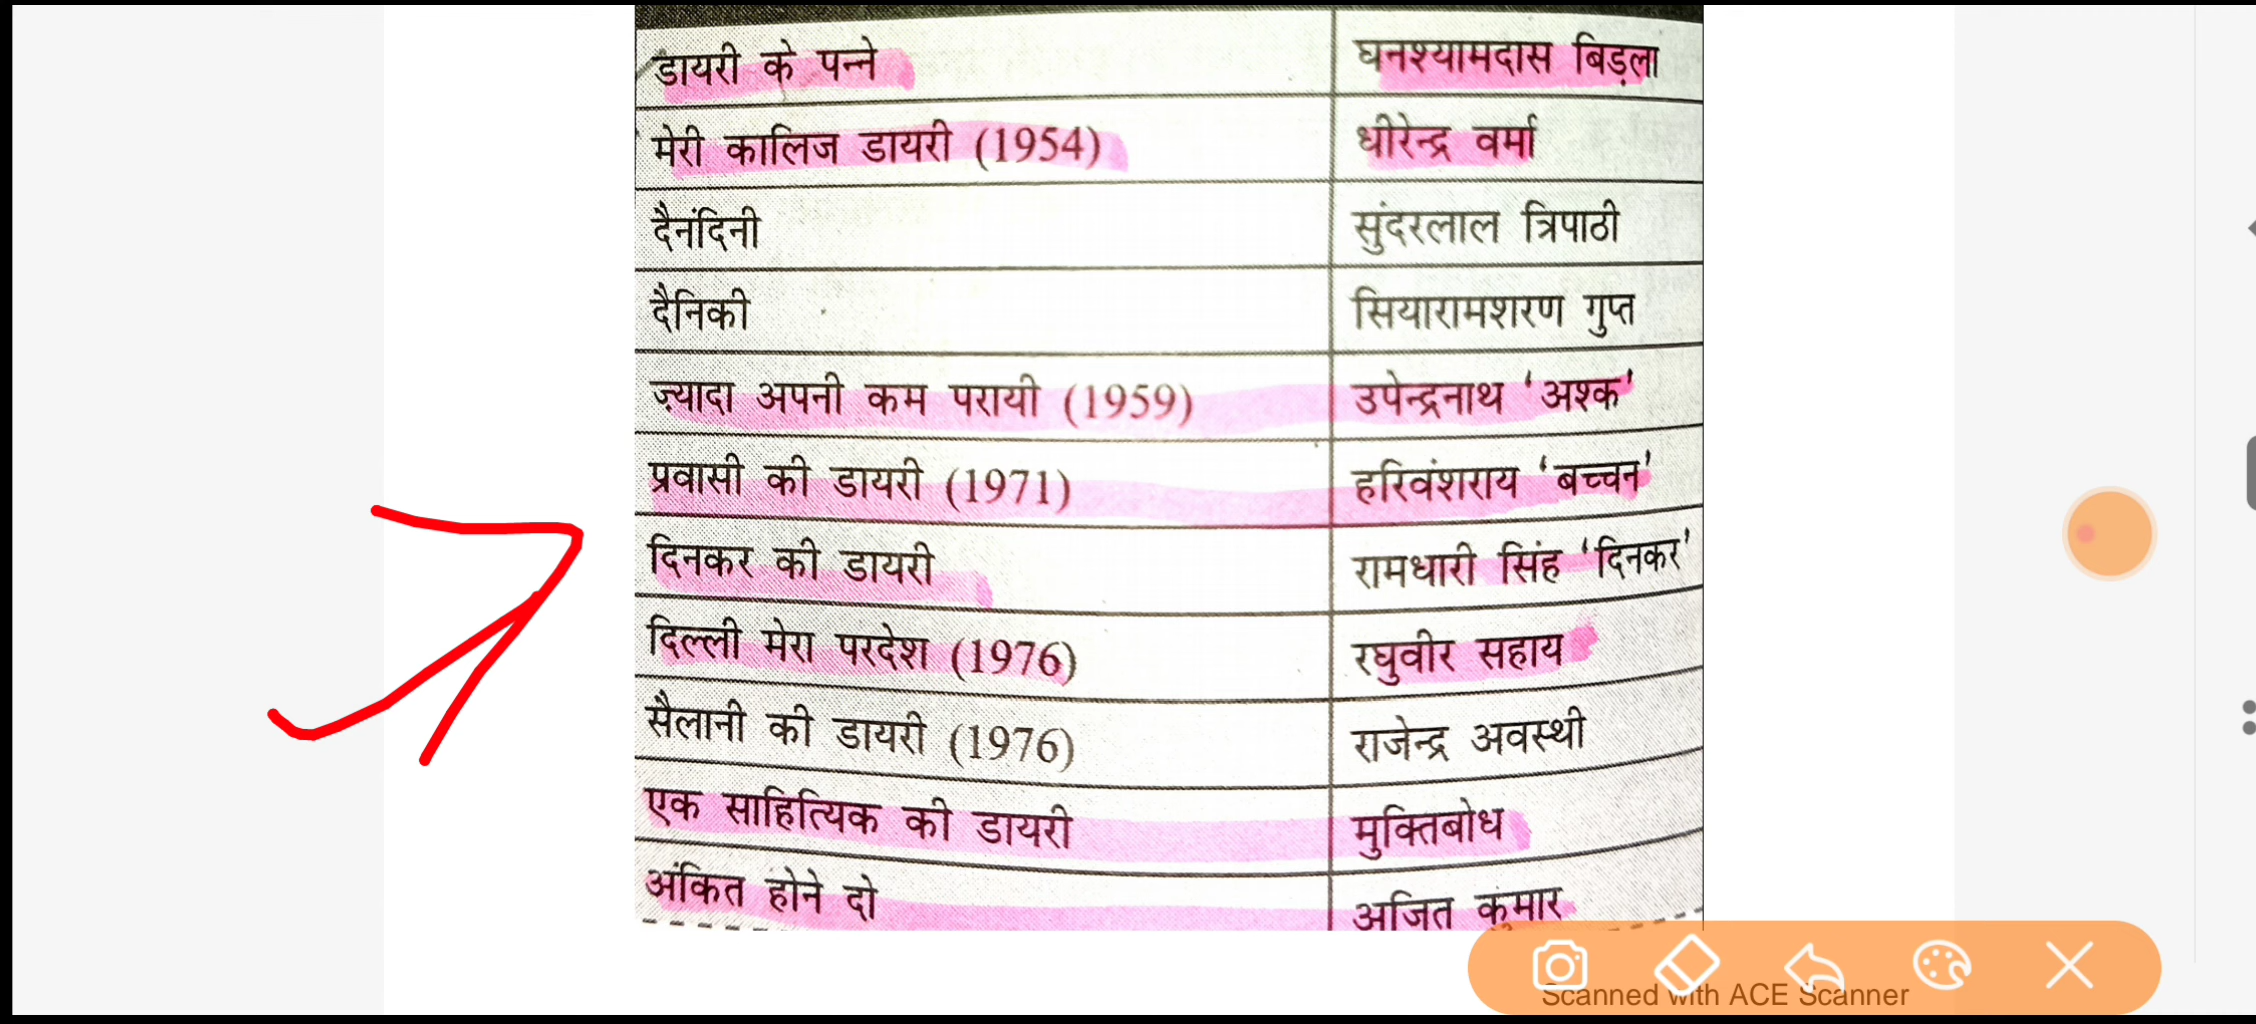 डायरी के पन्ने घनश्यामदास बिड़ला
मेरी कालिज डायरी (1954) धीरेन्द्र वर्मा
दैनंदिनी सुंदरलाल त्रिपाठी
दैनिकी सियारामशरण गुप्त
ज़्यादा अपनी कम परायी (1959) उपेन्द्रनाथ 'अश्क'
प्रवासी की डायरी (1971) हरिवंशराय 'बच्चन'
दिनकर की डायरी रामधारी सिंह 'दिनकर'
दिल्ली मेरा परदेश (1976) रघुवीर सहाय
सैलानी की डायरी (1976) राजेन्द्र अवस्थी
एक साहित्यिक की डायरी मुक्तिबोध
अंकित होने दो अजित कुमार
Scanned with ACE Scanner